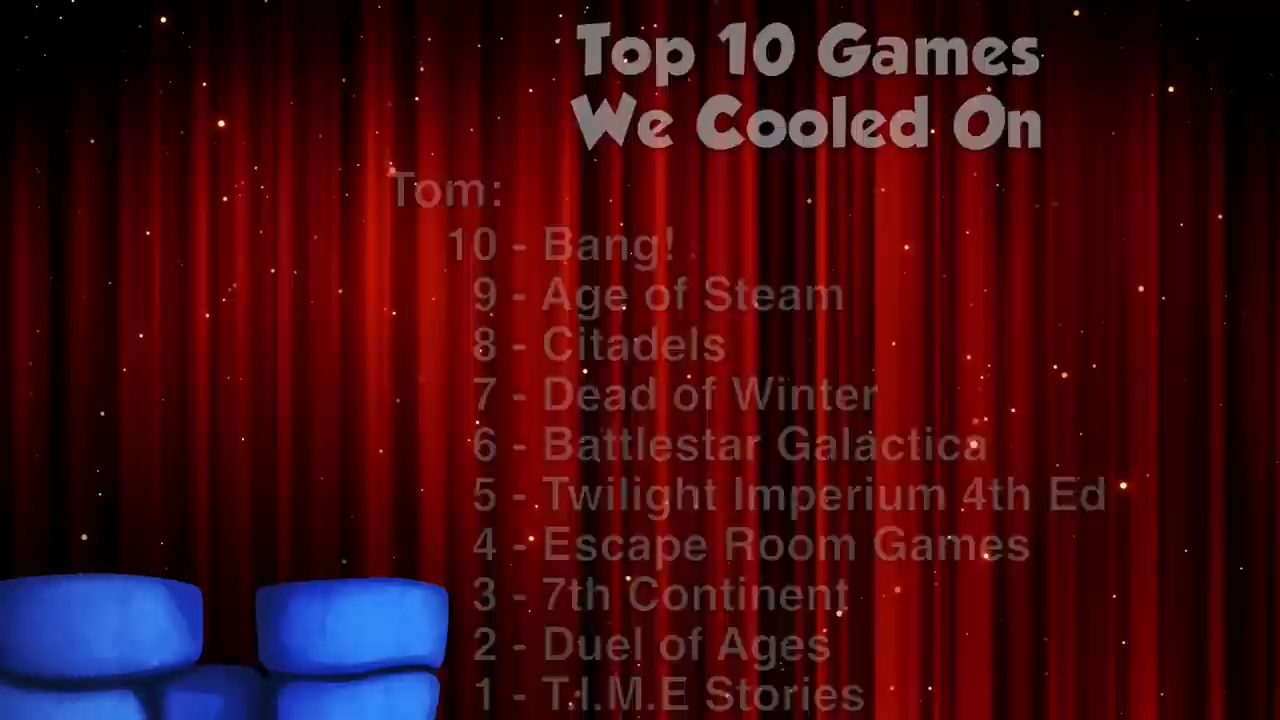 Top 10 Games
We Cooled On
Tom:
10 - Bang!
9 - Age of Steam
8 - Citadels
7 - Dead of Winter
6 - Battlestar Galactica
5 - Twilight Imperium 4th Ed
4 - Escape Room Games
3 - 7th Continent
2 - Duel of Ages
1 - T.I.M.E Stories